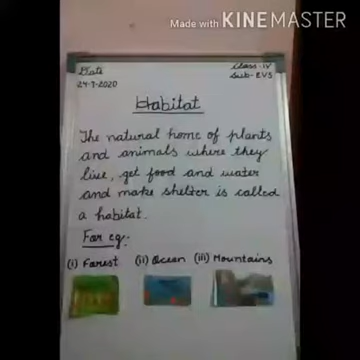 Made with KINEMASTER
Date Class-IV
24-7-2020 Sub-EVS
Habitat
The natural home of plants
and animals where they
live, get food and water
and make shelter is called
a habitat.
For eg:
(i) Forest (ii) Ocean (iii) Mountains